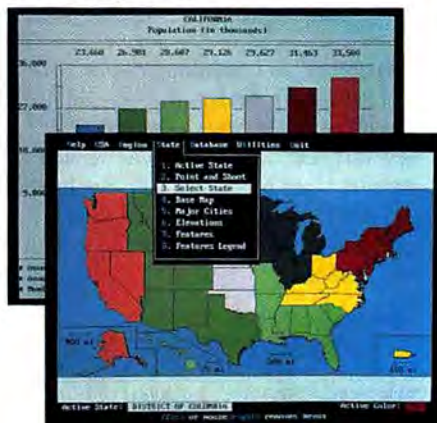 CALIFORNIA
Population (in thousands)
23,668 26,981 28,607 29,126 29,627 31,463 33,500
36,000
27,000
18,000
9,000
Help USA Region State Database Utilities Quit
1. Active State
2. Point and Shoot
3. Select State
4. Base Map
5. Major Cities
6. Elevations
7. Features
8. Features Legend
Active State: DISTRICT OF COLUMBIA Active Color: